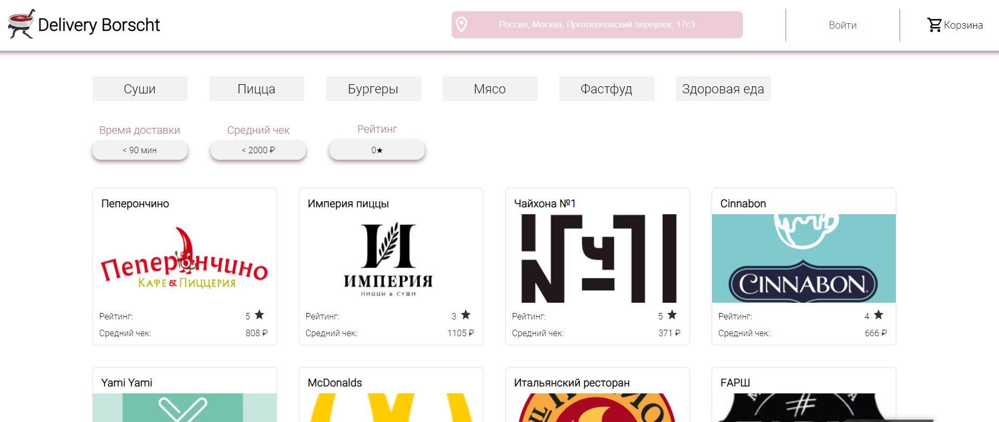 Delivery Borscht
Россия, Москва, Протопоповский переулок, 17с3
Войти
Корзина
Суши
Пицца
Бургеры
Мясо
Фастфуд
Здоровая еда
Время доставки
Средний чек
Рейтинг
< 90 мин
< 2000 ₽
0★
Пеперончино
Империя пиццы
Чайхона №1
Cinnabon
Пеперончино
Кафе & Пиццерия
И
ИМПЕРИЯ
ПИЦЦЫ & СУШИ
Ч
№1
CINNABON
Рейтинг:
5 ★
Рейтинг:
3 ★
Рейтинг:
5 ★
Рейтинг:
4 ★
Средний чек:
808 ₽
Средний чек:
1105 ₽
Средний чек:
371 ₽
Средний чек:
666 ₽
Yami Yami
McDonalds
Итальянский ресторан
FАРШ
#